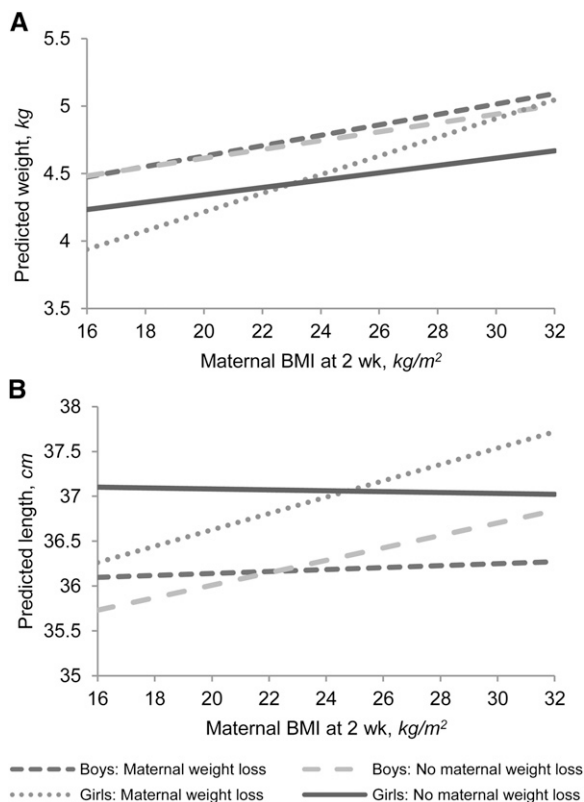 A
5.5
5
4.5
4
3.5
Predicted weight, kg
16 18 20 22 24 26 28 30 32
Maternal BMI at 2 wk, kg/m²
B
38
37.5
37
36.5
36
35.5
35
Predicted length, cm
16 18 20 22 24 26 28 30 32
Maternal BMI at 2 wk, kg/m²
Boys: Maternal weight loss Boys: No maternal weight loss
Girls: Maternal weight loss Girls: No maternal weight loss